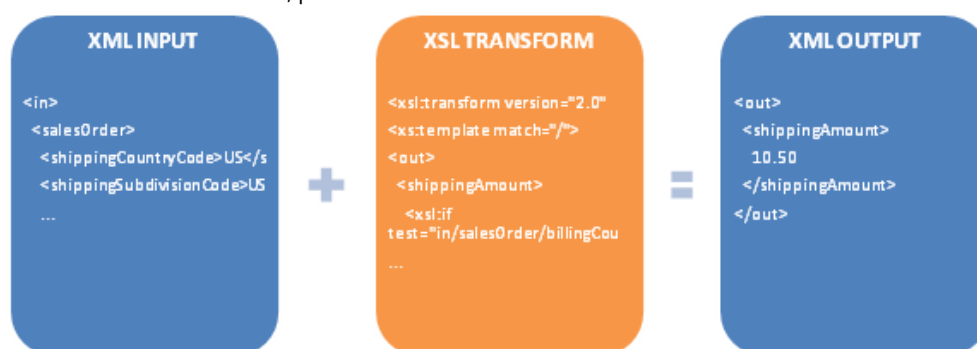 XML INPUT
<in>
<salesOrder>
<shippingCountryCode>US</s
<shippingSubdivisionCode>US
...
+
XSL TRANSFORM
<xsl:transform version="2.0"
<xs:template match="/">
<out>
<shippingAmount>
<xsl:if
test="in/salesOrder/billingCou
...
=
XML OUTPUT
<out>
<shippingAmount>
10.50
</shippingAmount>
</out>